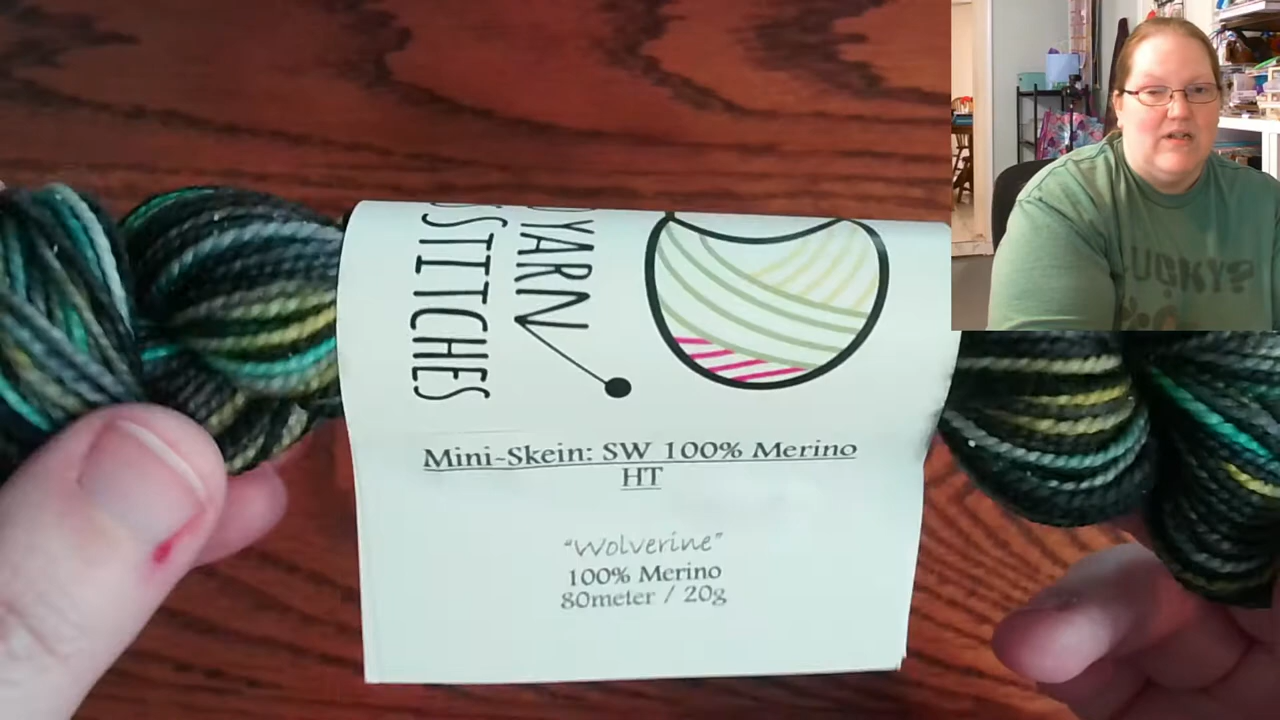 YARN
STITCHES
Mini-Skein: SW 100% Merino
HT
"Wolverine"
100% Merino
80meter / 20g